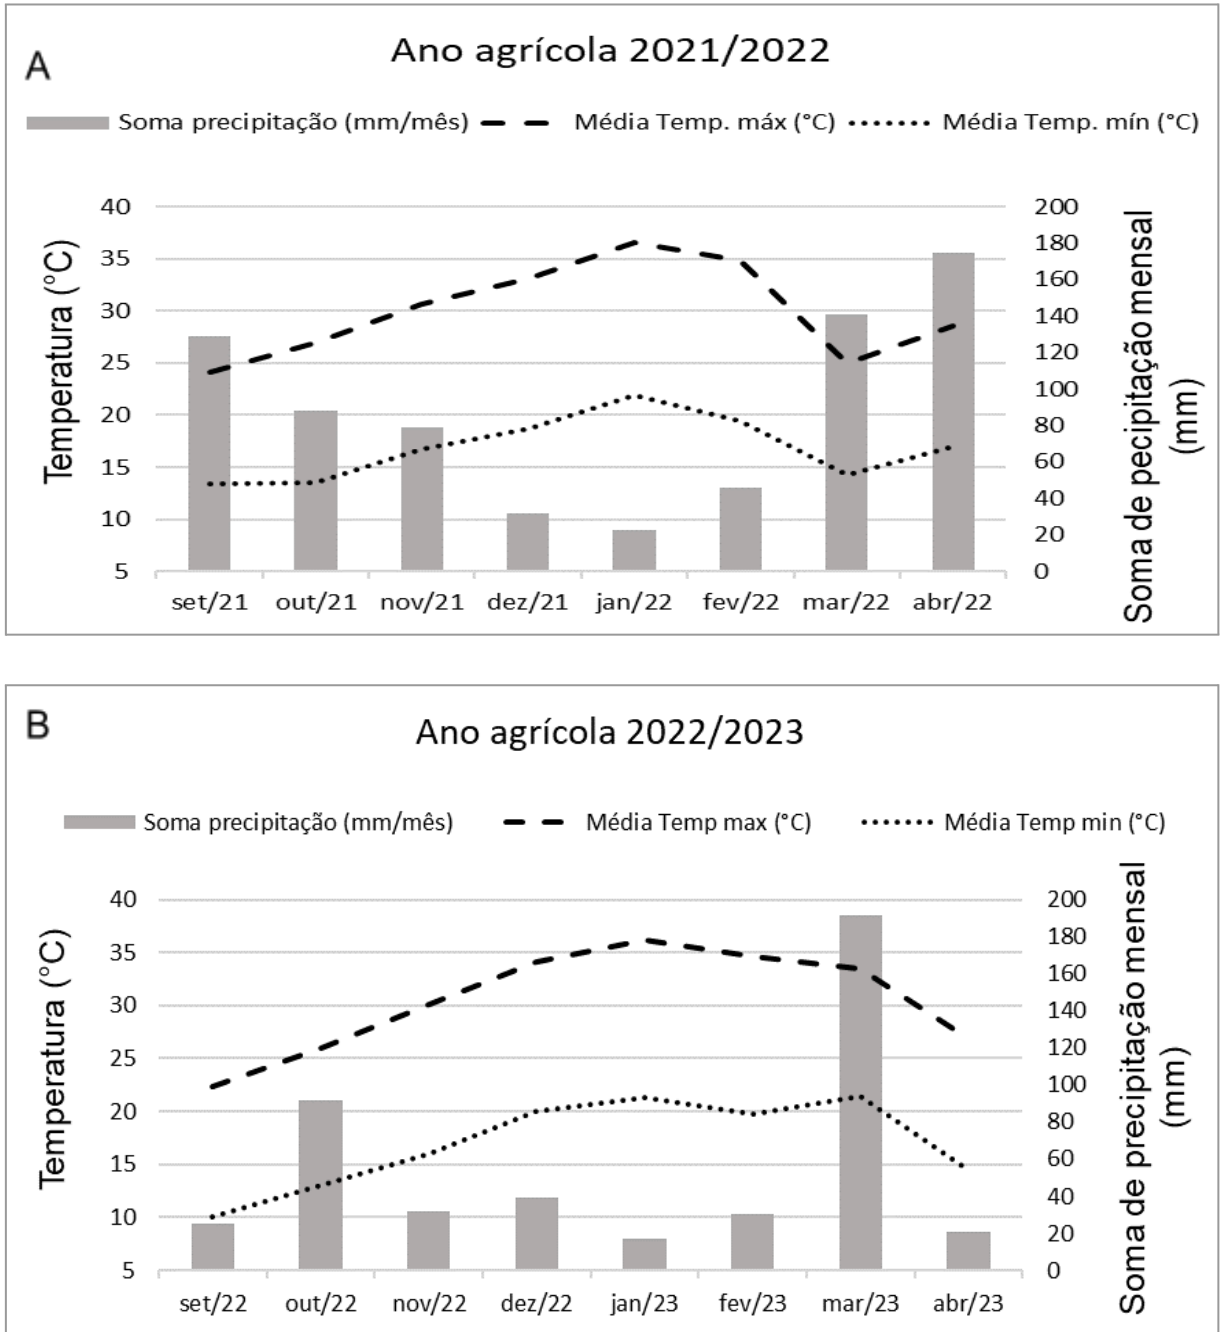 A
Ano agrícola 2021/2022
Soma precipitação (mm/mês) Média Temp. máx (°C) Média Temp. mín (°C)
Temperatura (°C)
40
35
30
25
20
15
10
5
200
180
160
140
120
100
80
60
40
20
0
Soma de pecipitação mensal
(mm)
set/21 out/21 nov/21 dez/21 jan/22 fev/22 mar/22 abr/22
B
Ano agrícola 2022/2023
Soma precipitação (mm/mês) Média Temp max (°C) Média Temp min (°C)
Temperatura (°C)
40
35
30
25
20
15
10
5
200
180
160
140
120
100
80
60
40
20
0
Soma de precipitação mensal
(mm)
set/22 out/22 nov/22 dez/22 jan/23 fev/23 mar/23 abr/23